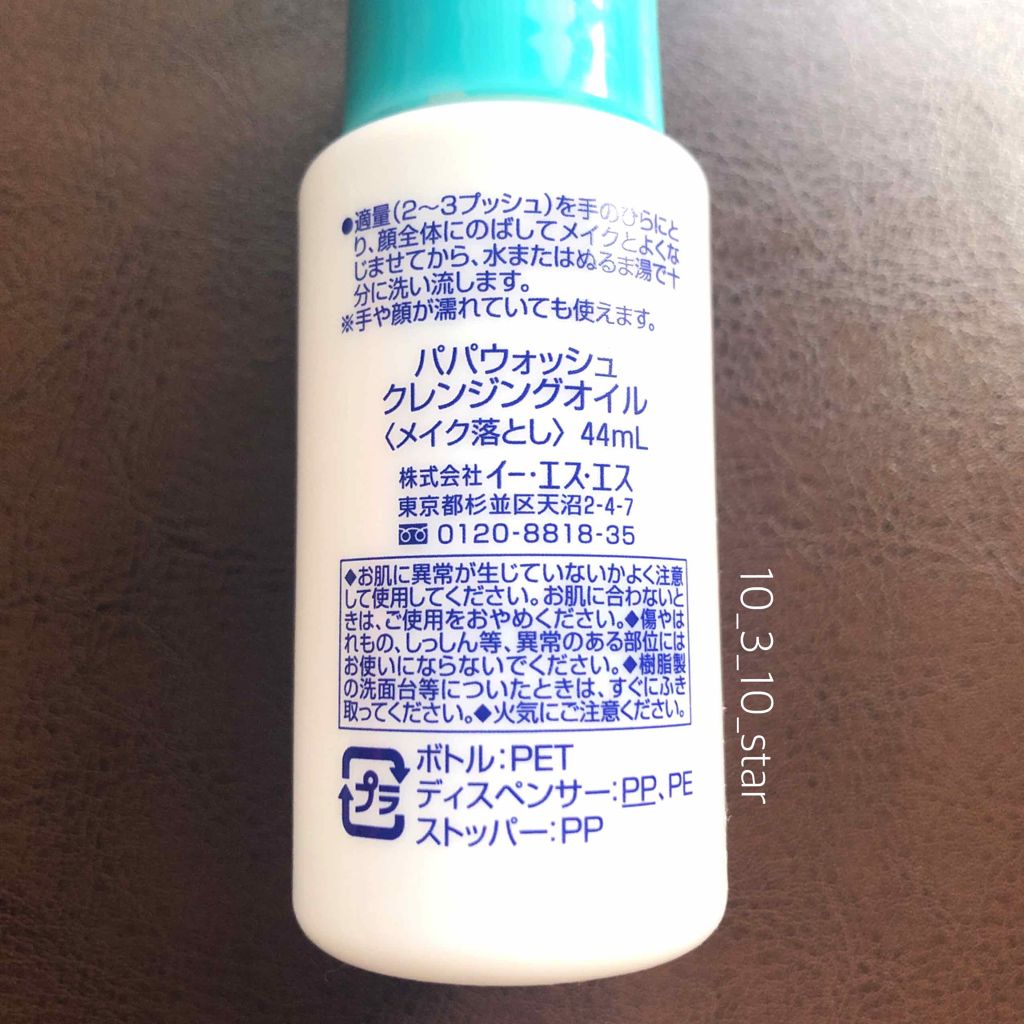 ●適量(2〜3プッシュ)を手のひらにと
り、顔全体にのばしてメイクとよくな
じませてから、水またはぬるま湯で十
分に洗い流します。
※手や顔が濡れていても使えます。
パパウォッシュ
クレンジングオイル
〈メイク落とし〉 44mL
株式会社 イー・エス・エス
東京都杉並区天沼2-4-7
0120-8818-35
◆お肌に異常が生じていないかよく注意
して使用してください。お肌に合わないと
きは、ご使用をおやめください。◆傷やは
れもの、しっしん等、異常のある部位には
お使いにならないでください。◆樹脂製
の洗面台等についたときは、すぐにふき
取ってください。◆火気にご注意ください。
プラ
ボトル:PET
ディスペンサー:PP、PE
ストッパー:PP
10_3_10_star